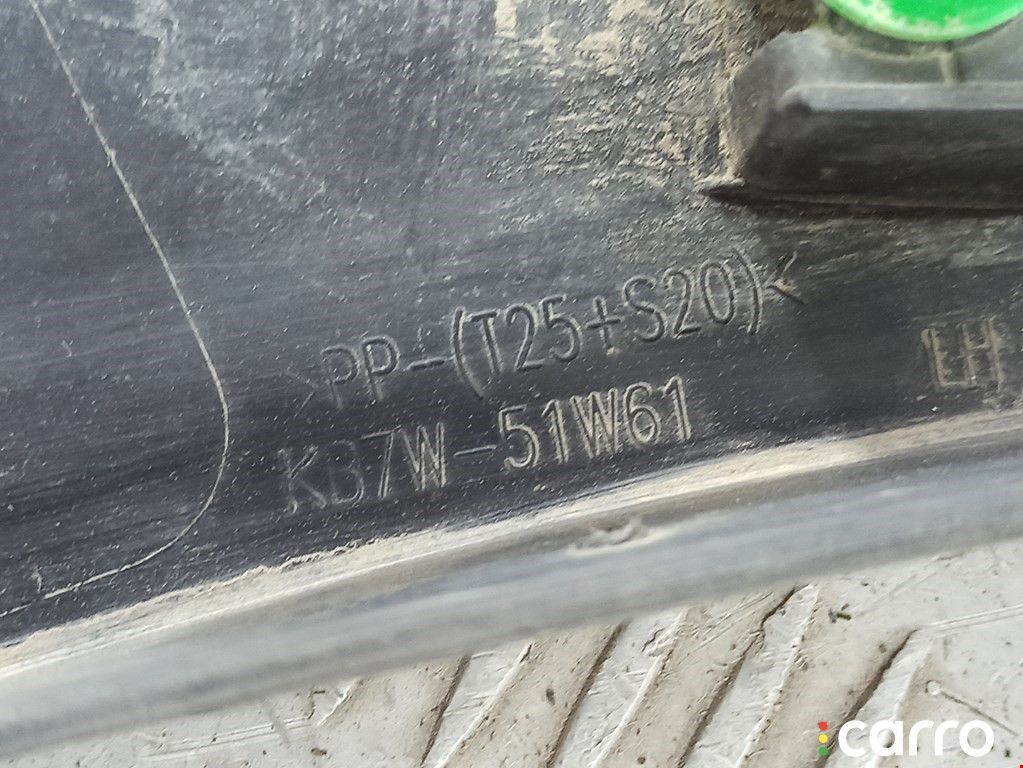 >PP-(T25+S20)<
KB7W-51W61
LH
carro